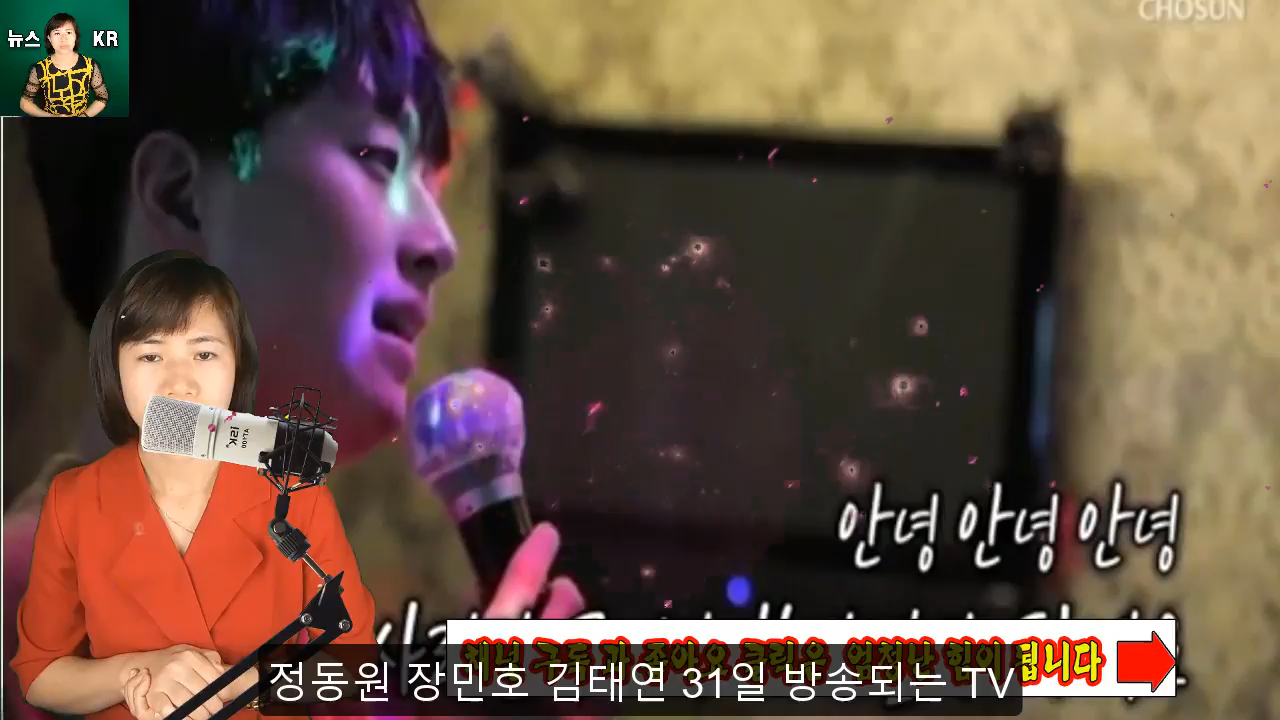 뉴스 KR
CHOSUN
iSK
AT100
안녕 안녕 안녕
채널 구독과 좋아요 클릭은 엄청난 힘이 됩니다
정동원 장민호 김태연 31일 방송되는 TV